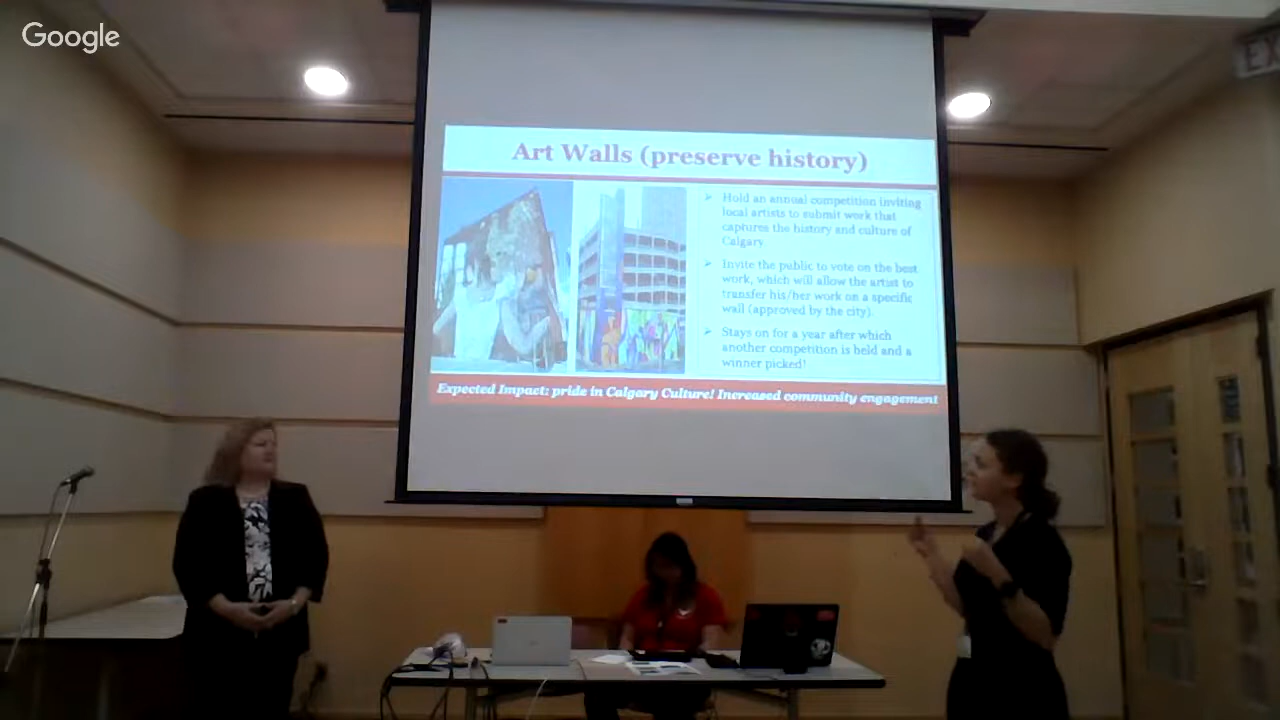 Google
EX
Art Walls (preserve history)
Hold an annual competition inviting
local artists to submit work that
captures the history and culture of
Calgary.
Invite the public to vote on the best
work, which will allow the artist to
transfer his/her work on a specific
wall (approved by the city).
Stays on for a year after which
another competition is held and a
winner picked!
Expected Impact: pride in Calgary Culture! Increased community engagement